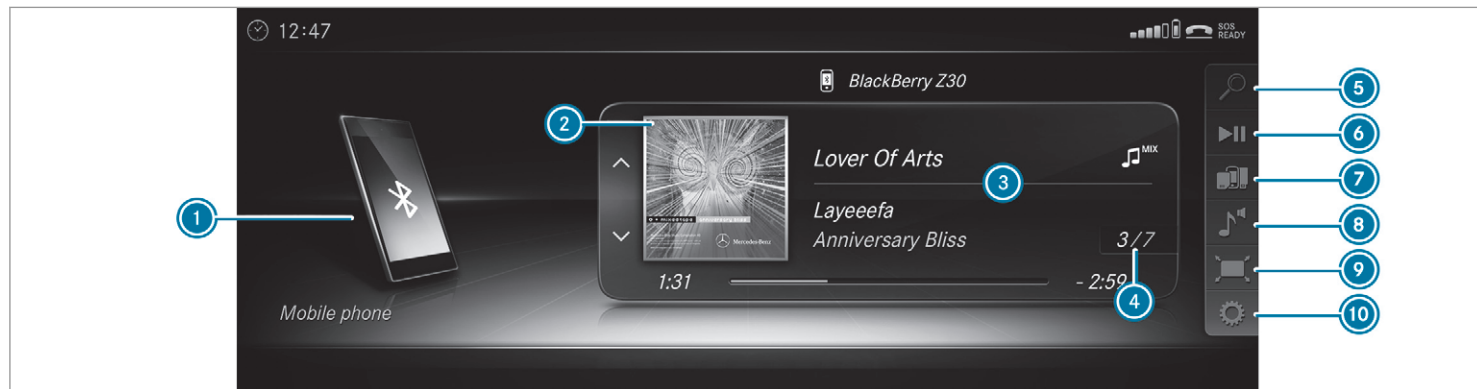 12:47
SOS
READY
BlackBerry Z30
5
2
6
Lover Of Arts
MIX
3
7
1
Layeeefa
8
Anniversary Bliss
3/7
Mercedes-Benz
9
1:31
- 2:59
4
Mobile phone
10